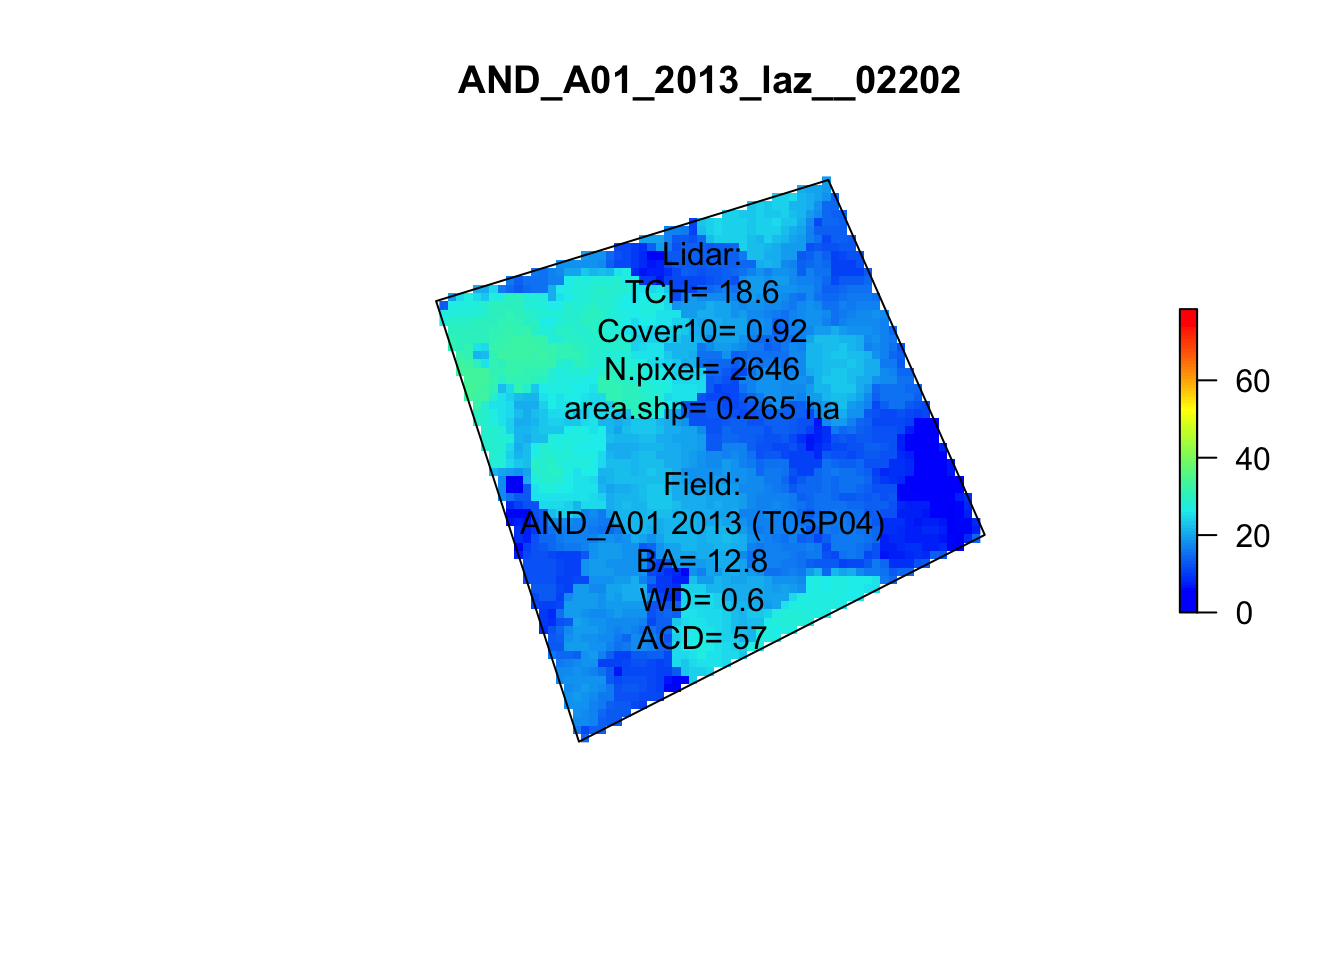 AND_A01_2013_laz__02202
Lidar:
TCH= 18.6
Cover10= 0.92
N.pixel= 2646
area.shp= 0.265 ha
Field:
AND_A01 2013 (T05P04)
BA= 12.8
WD= 0.6
ACD= 57
60
40
20
0